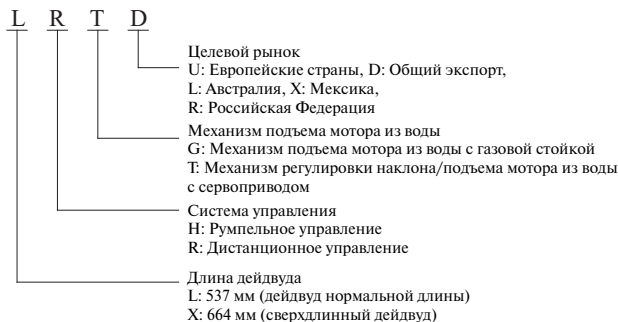 L R T D
Целевой рынок
U: Европейские страны, D: Общий экспорт,
L: Австралия, X: Мексика,
R: Российская Федерация
Механизм подъема мотора из воды
G: Механизм подъема мотора из воды с газовой стойкой
T: Механизм регулировки наклона/подъема мотора из воды
с сервоприводом
Система управления
H: Румпельное управление
R: Дистанционное управление
Длина дейдвуда
L: 537 мм (дейдвуд нормальной длины)
X: 664 мм (сверхдлинный дейдвуд)